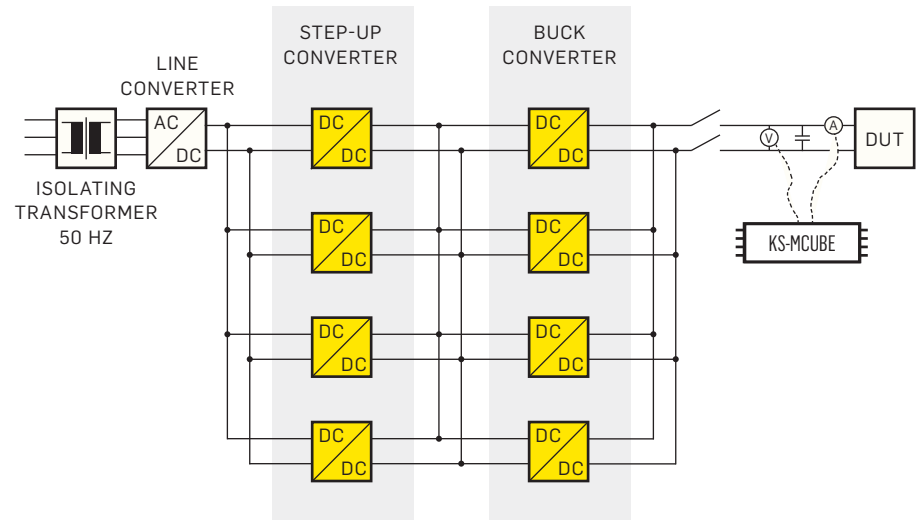 STEP-UP
CONVERTER
BUCK
CONVERTER
LINE
CONVERTER
AC
DC
DC
DC
DC
DC
V
A
DUT
ISOLATING
TRANSFORMER
50 HZ
DC
DC
DC
DC
KS-MCUBE
DC
DC
DC
DC
DC
DC
DC
DC